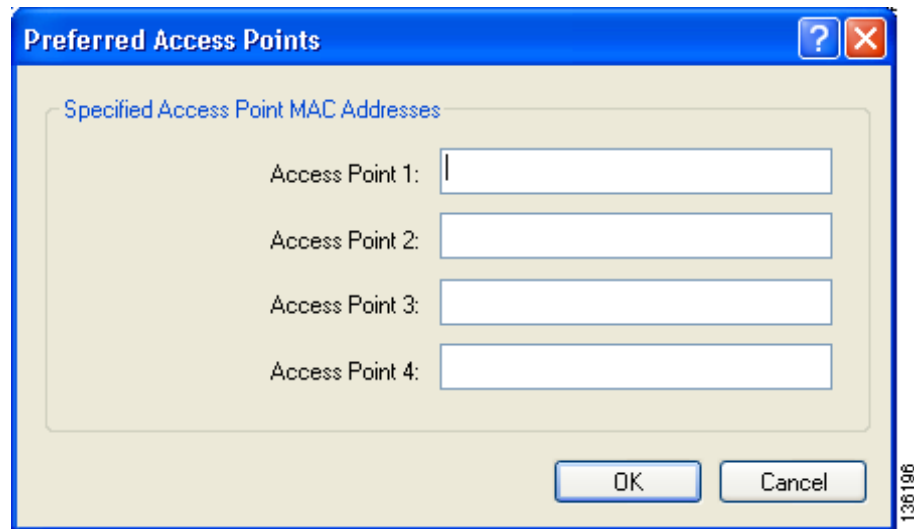 Preferred Access Points
?
Specified Access Point MAC Addresses
Access Point 1:
Access Point 2:
Access Point 3:
Access Point 4:
OK
Cancel
136196